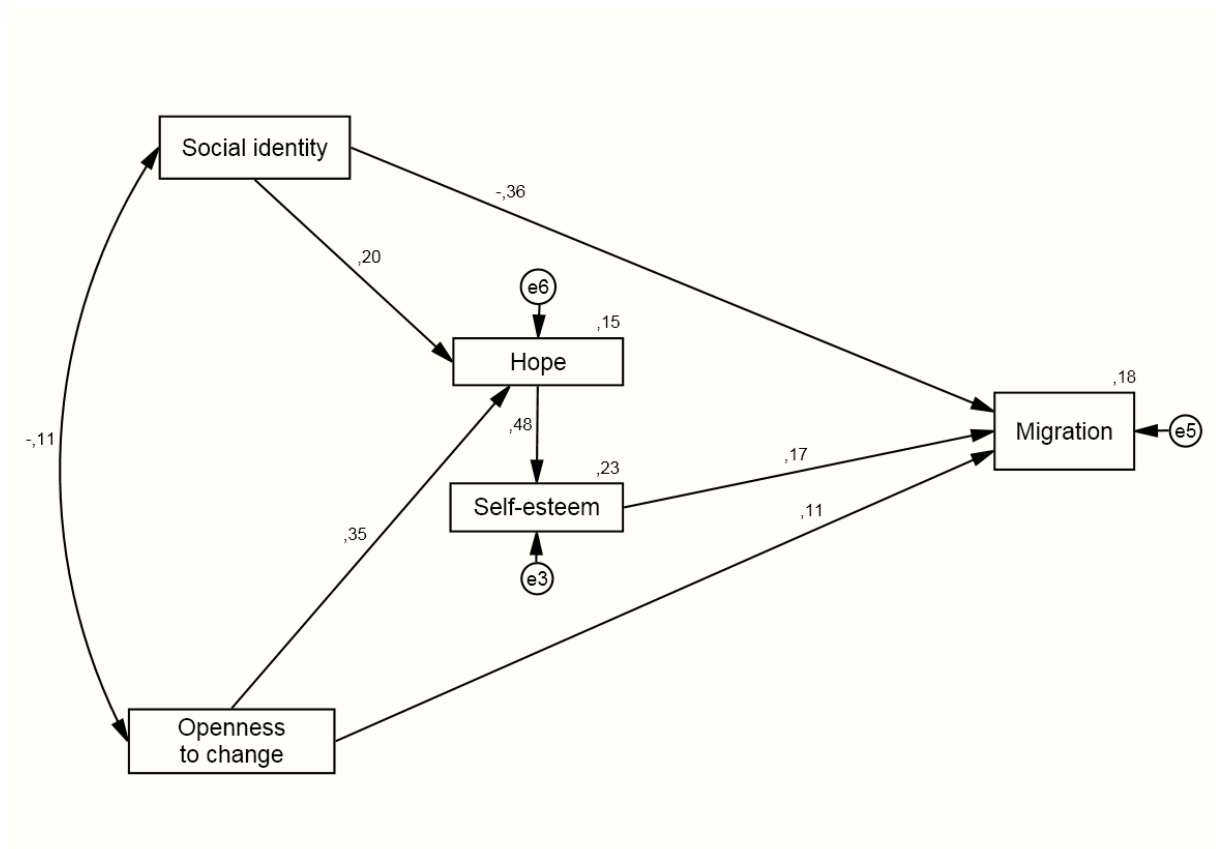 Social identity
-,36
,20
e6
,15
Hope
,18
Migration
e5
-,11
,48
,23
,17
Self-esteem
,11
,35
e3
Openness
to change